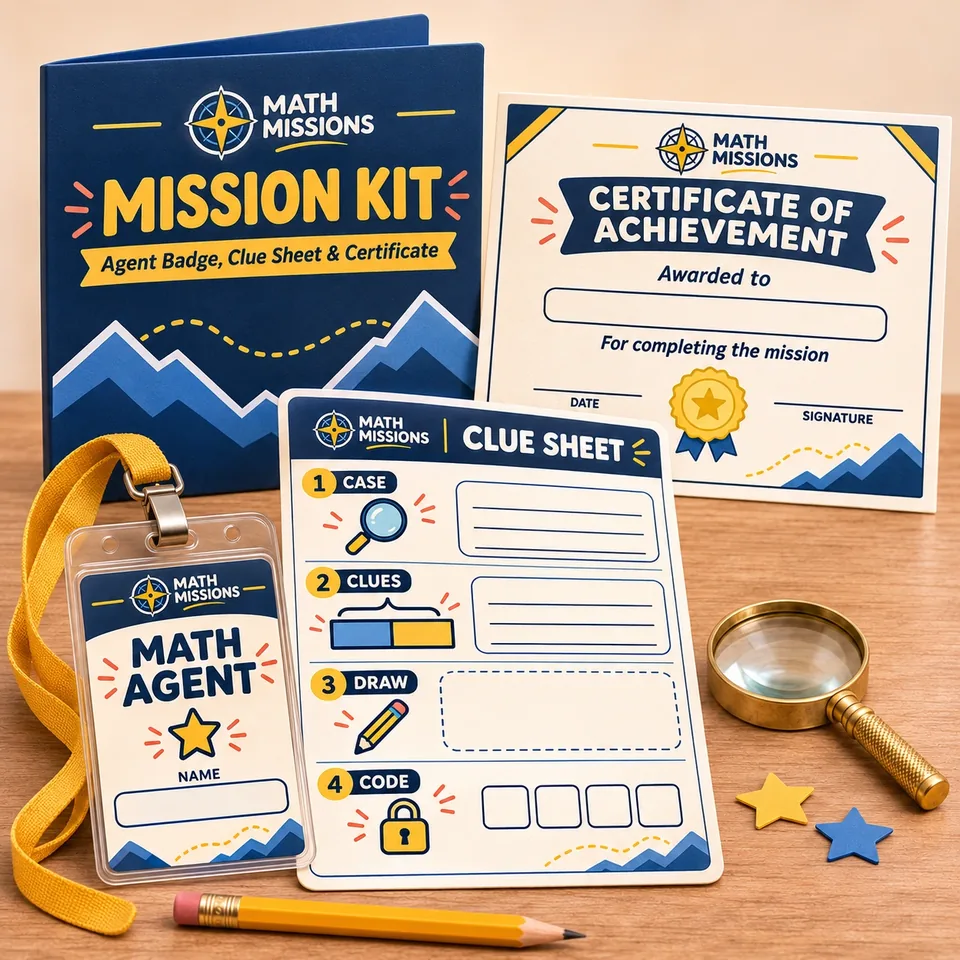 MATH
MISSIONS
MISSION KIT
Agent Badge, Clue Sheet & Certificate
MATH
MISSIONS
CERTIFICATE OF
ACHIEVEMENT
Awarded to
For completing the mission
DATE
SIGNATURE
MATH
MISSIONS
CLUE SHEET
1 CASE
2 CLUES
3 DRAW
4 CODE
MATH
MISSIONS
MATH
AGENT
NAME